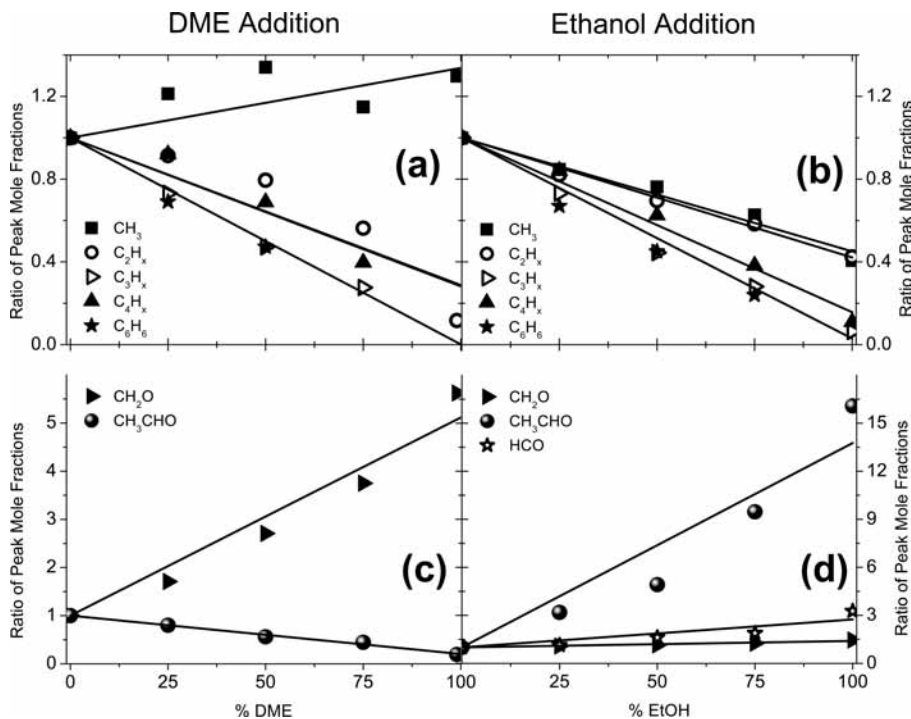 DME Addition
Ethanol Addition
Ratio of Peak Mole Fractions
1.2
0.8
0.4
0.0
(a)
CH₃
C₂Hₓ
C₃Hₓ
C₄Hₓ
C₆H₆
(b)
CH₃
C₂Hₓ
C₃Hₓ
C₄Hₓ
C₆H₆
1.2
0.8
0.4
0.0
Ratio of Peak Mole Fractions
Ratio of Peak Mole Fractions
5
4
3
2
1
0
CH₂O
CH₃CHO
(c)
CH₂O
CH₃CHO
HCO
(d)
15
12
9
6
3
0
Ratio of Peak Mole Fractions
0 25 50 75 100 25 50 75 100
% DME
% EtOH